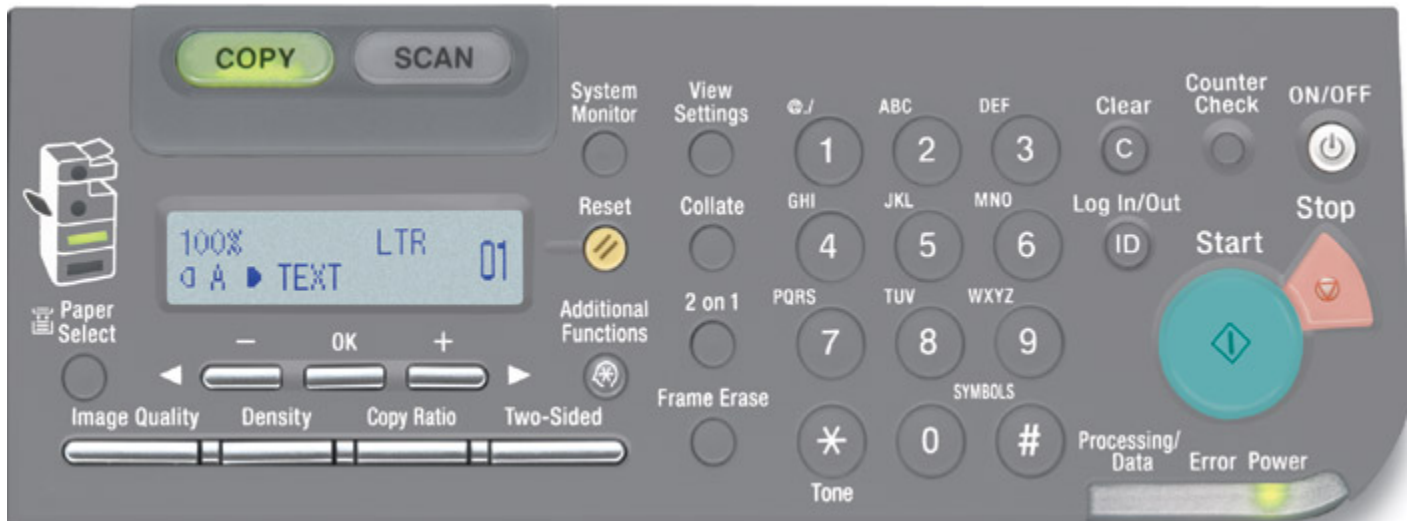 COPY
SCAN
System
Monitor
View
Settings
@./
ABC
DEF
Clear
Counter
Check
ON/OFF
1
2
3
C
Reset
Collate
GHI
JKL
MNO
Log In/Out
Stop
100%
LTR
01
A
TEXT
4
5
6
ID
Start
Paper
Select
Additional
Functions
2 on 1
PQRS
TUV
WXYZ
−
OK
+
7
8
9
Image Quality
Density
Copy Ratio
Two-Sided
Frame Erase
SYMBOLS
*
0
#
Tone
Processing/
Data
Error
Power